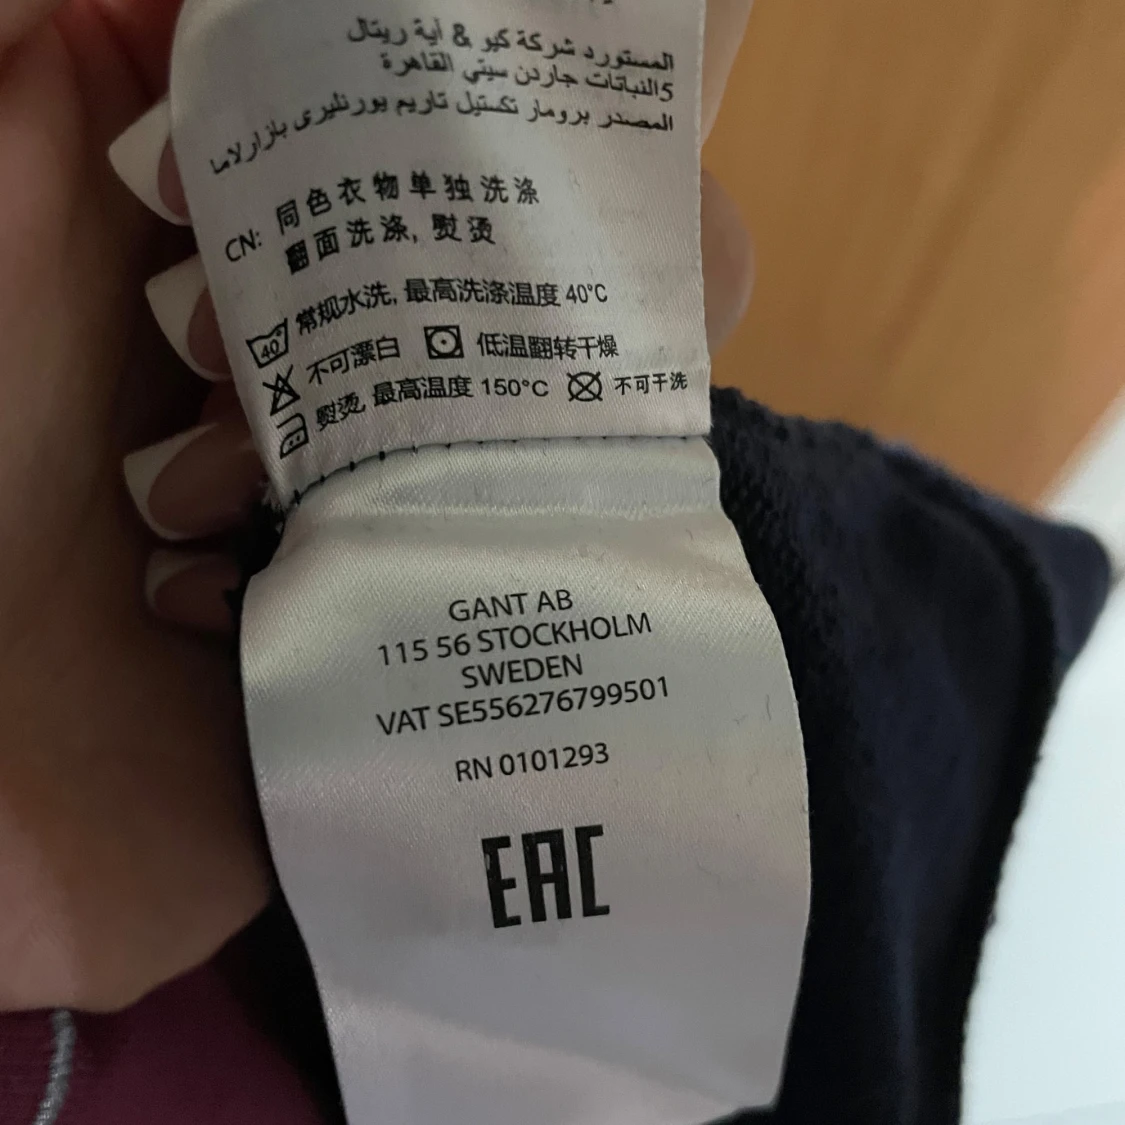 المستورد شركة كيو & أية ريتال
5النباتات جاردن سيتي القاهرة
المصدر برومار تكستيل تاريم يورنليرى بازارلاما
CN: 同色衣物单独洗涤
翻面洗涤, 熨烫
40° 常规水洗, 最高洗涤温度 40°C
不可漂白 低温翻转干燥
熨烫, 最高温度 150°C 不可干洗
GANT AB
115 56 STOCKHOLM
SWEDEN
VAT SE556276799501
RN 0101293
EAC